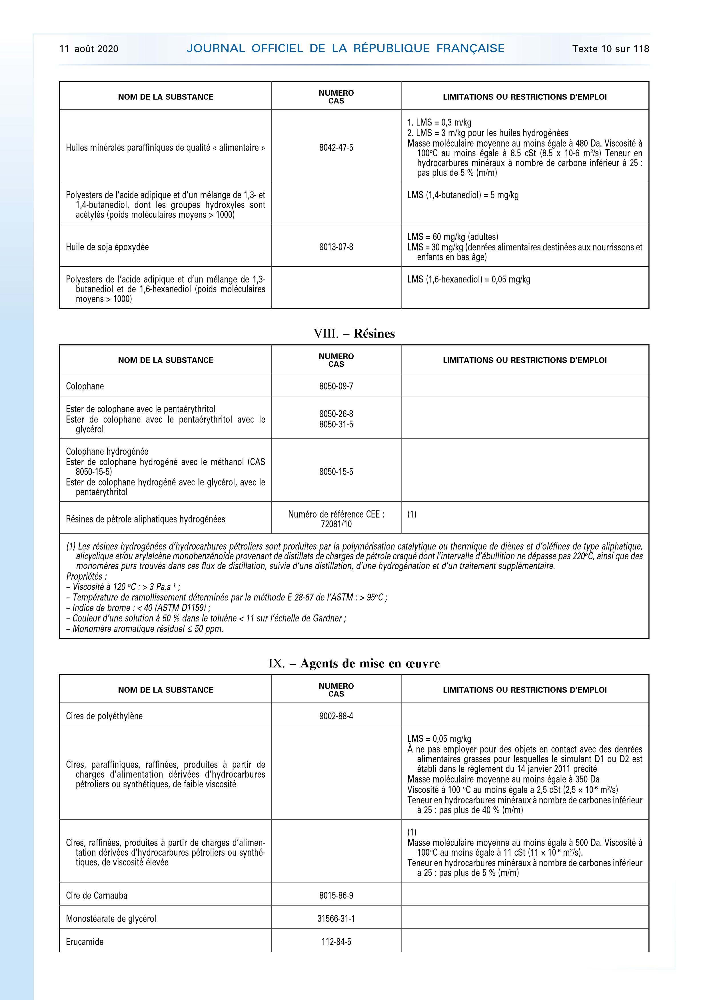 11 août 2020
JOURNAL OFFICIEL DE LA RÉPUBLIQUE FRANÇAISE
Texte 10 sur 118
NOM DE LA SUBSTANCE
NUMERO
CAS
LIMITATIONS OU RESTRICTIONS D'EMPLOI
Huiles minérales paraffiniques de qualité « alimentaire »
8042-47-5
1. LMS = 0,3 m/kg
2. LMS = 3 m/kg pour les huiles hydrogénées
Masse moléculaire moyenne au moins égale à 480 Da. Viscosité à
100ºC au moins égale à 8.5 cSt (8.5 x 10-6 m²/s) Teneur en
hydrocarbures minéraux à nombre de carbone inférieur à 25 :
pas plus de 5 % (m/m)
Polyesters de l'acide adipique et d'un mélange de 1,3- et
1,4-butanediol, dont les groupes hydroxyles sont
acétylés (poids moléculaires moyens > 1000)
LMS (1,4-butanediol) = 5 mg/kg
Huile de soja époxydée
8013-07-8
LMS = 60 mg/kg (adultes)
LMS = 30 mg/kg (denrées alimentaires destinées aux nourrissons et
enfants en bas âge)
Polyesters de l'acide adipique et d'un mélange de 1,3-
butanediol et de 1,6-hexanediol (poids moléculaires
moyens > 1000)
LMS (1,6-hexanediol) = 0,05 mg/kg
VIII. – Résines
NOM DE LA SUBSTANCE
NUMERO
CAS
LIMITATIONS OU RESTRICTIONS D'EMPLOI
Colophane
8050-09-7
Ester de colophane avec le pentaérythritol
Ester de colophane avec le pentaérythritol avec le
glycérol
8050-26-8
8050-31-5
Colophane hydrogénée
Ester de colophane hydrogéné avec le méthanol (CAS
8050-15-5)
Ester de colophane hydrogéné avec le glycérol, avec le
pentaérythritol
8050-15-5
Résines de pétrole aliphatiques hydrogénées
Numéro de référence CEE :
72081/10
(1)
(1) Les résines hydrogénées d'hydrocarbures pétroliers sont produites par la polymérisation catalytique ou thermique de diènes et d'oléfines de type aliphatique,
alicyclique et/ou arylalcène monobenzénoïde provenant de distillats de charges de pétrole craqué dont l'intervalle d'ébullition ne dépasse pas 220ºC, ainsi que des
monomères purs trouvés dans ces flux de distillation, suivie d'une distillation, d'une hydrogénation et d'un traitement supplémentaire.
Propriétés :
– Viscosité à 120 ºC : > 3 Pa.s ¹ ;
– Température de ramollissement déterminée par la méthode E 28-67 de l'ASTM : > 95ºC ;
– Indice de brome : < 40 (ASTM D1159) ;
– Couleur d'une solution à 50 % dans le toluène < 11 sur l'échelle de Gardner ;
– Monomère aromatique résiduel ≤ 50 ppm.
IX. – Agents de mise en œuvre
NOM DE LA SUBSTANCE
NUMERO
CAS
LIMITATIONS OU RESTRICTIONS D'EMPLOI
Cires de polyéthylène
9002-88-4
Cires, paraffiniques, raffinées, produites à partir de
charges d'alimentation dérivées d'hydrocarbures
pétroliers ou synthétiques, de faible viscosité
LMS = 0,05 mg/kg
À ne pas employer pour des objets en contact avec des denrées
alimentaires grasses pour lesquelles le simulant D1 ou D2 est
établi dans le règlement du 14 janvier 2011 précité
Masse moléculaire moyenne au moins égale à 350 Da
Viscosité à 100 ºC au moins égale à 2,5 cSt (2,5 × 10⁻⁶ m²/s)
Teneur en hydrocarbures minéraux à nombre de carbones inférieur
à 25 : pas plus de 40 % (m/m)
Cires, raffinées, produites à partir de charges d'alimen-
tation dérivées d'hydrocarbures pétroliers ou synthé-
tiques, de viscosité élevée
(1)
Masse moléculaire moyenne au moins égale à 500 Da. Viscosité à
100ºC au moins égale à 11 cSt (11 × 10⁻⁶ m²/s).
Teneur en hydrocarbures minéraux à nombre de carbones inférieur
à 25 : pas plus de 5 % (m/m)
Cire de Carnauba
8015-86-9
Monostéarate de glycérol
31566-31-1
Erucamide
112-84-5